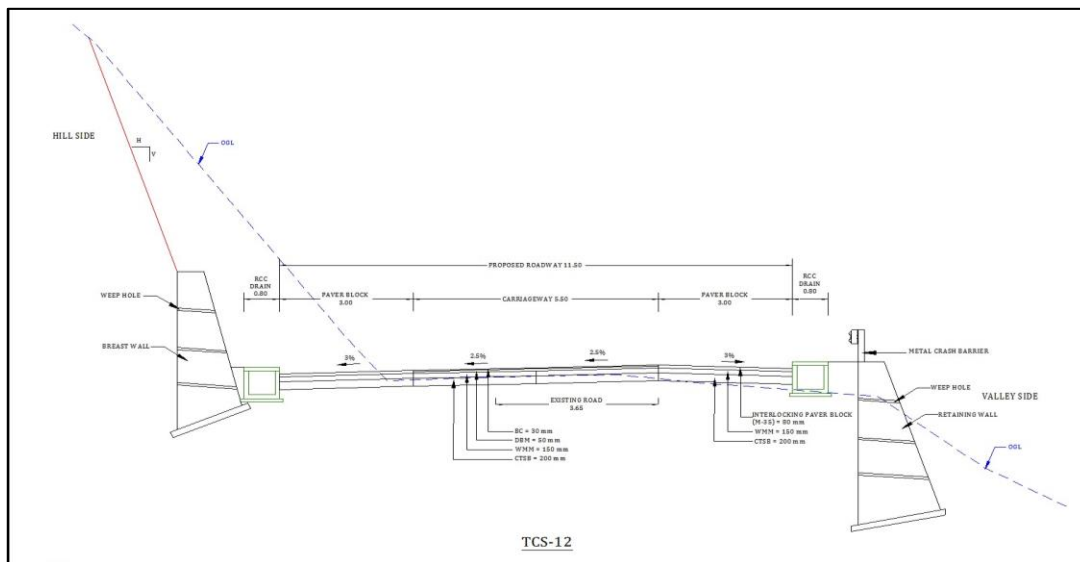 OGL
HILL SIDE
H
V
PROPOSED ROADWAY 11.50
RCC
DRAIN
0.80
PAVER BLOCK
3.00
CARRIAGEWAY 5.50
PAVER BLOCK
3.00
RCC
DRAIN
0.80
WEEP HOLE
BREAST WALL
3%
2.5%
2.5%
3%
METAL CRASH BARRIER
WEEP HOLE
VALLEY SIDE
RETAINING WALL
EXISTING ROAD
3.65
INTERLOCKING PAVER BLOCK
(M-35) = 80 mm
WMM = 150 mm
CTSB = 200 mm
BC = 30 mm
DBM = 50 mm
WMM = 150 mm
CTSB = 200 mm
OGL
TCS-12